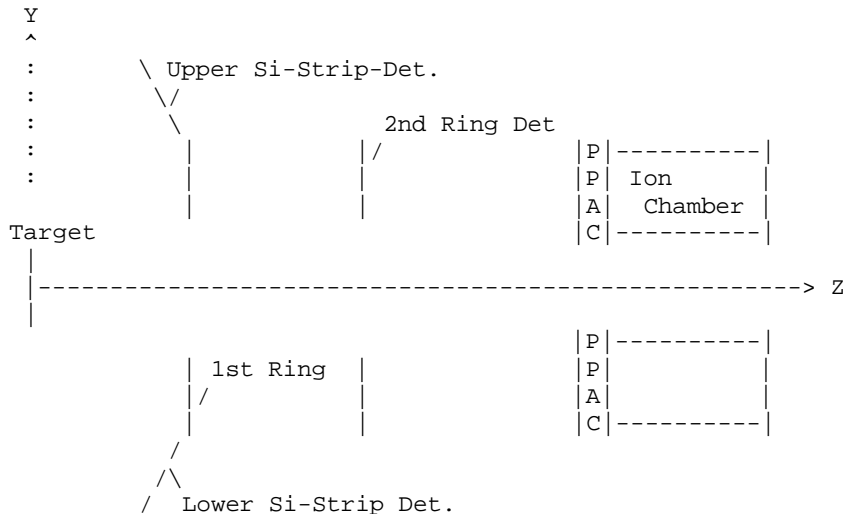 Y
Upper Si-Strip-Det.
2nd Ring Det
P P
P Ion P
A Chamber
C
Target
Z
P
1st Ring P
A
C
Lower Si-Strip Det.